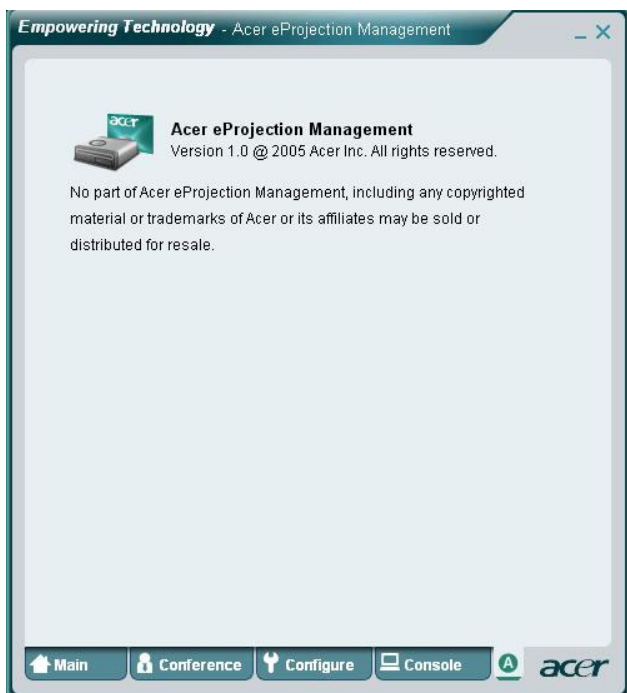 Empowering Technology - Acer eProjection Management
acer
Acer eProjection Management
Version 1.0 @ 2005 Acer Inc. All rights reserved.
No part of Acer eProjection Management, including any copyrighted
material or trademarks of Acer or its affiliates may be sold or
distributed for resale.
Main Conference Configure Console A acer